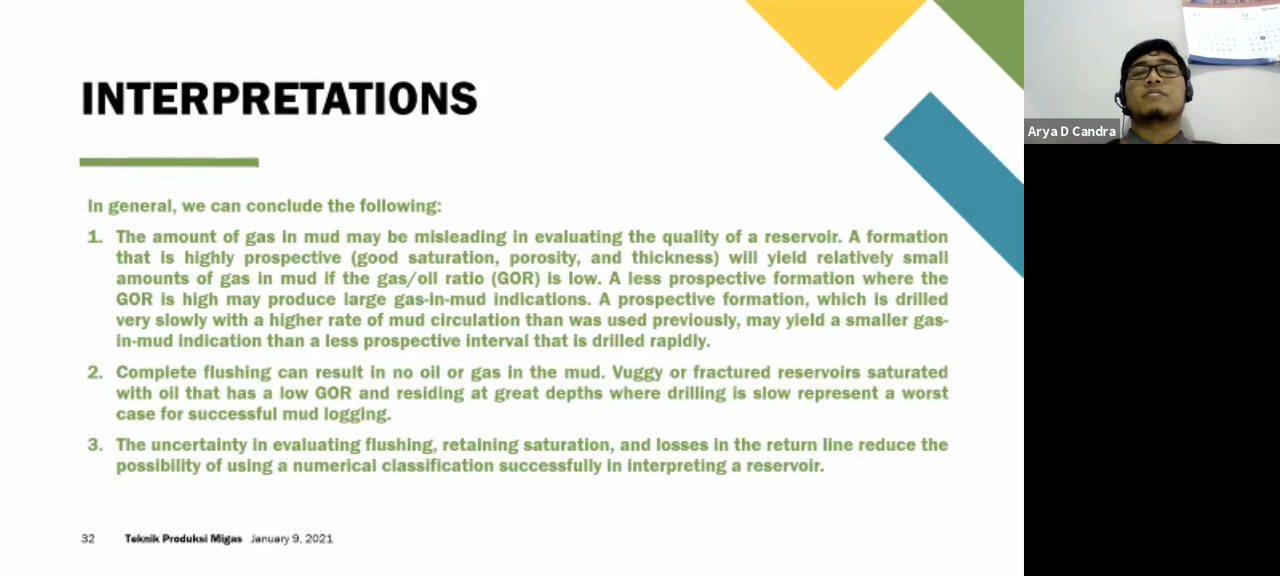 INTERPRETATIONS
In general, we can conclude the following:
1. The amount of gas in mud may be misleading in evaluating the quality of a reservoir. A formation
that is highly prospective (good saturation, porosity, and thickness) will yield relatively small
amounts of gas in mud if the gas/oil ratio (GOR) is low. A less prospective formation where the
GOR is high may produce large gas-in-mud indications. A prospective formation, which is drilled
very slowly with a higher rate of mud circulation than was used previously, may yield a smaller gas-
in-mud indication than a less prospective interval that is drilled rapidly.
2. Complete flushing can result in no oil or gas in the mud. Vuggy or fractured reservoirs saturated
with oil that has a low GOR and residing at great depths where drilling is slow represent a worst
case for successful mud logging.
3. The uncertainty in evaluating flushing, retaining saturation, and losses in the return line reduce the
possibility of using a numerical classification successfully in interpreting a reservoir.
32 Teknik Produksi Migas January 9, 2021
Arya D Candra